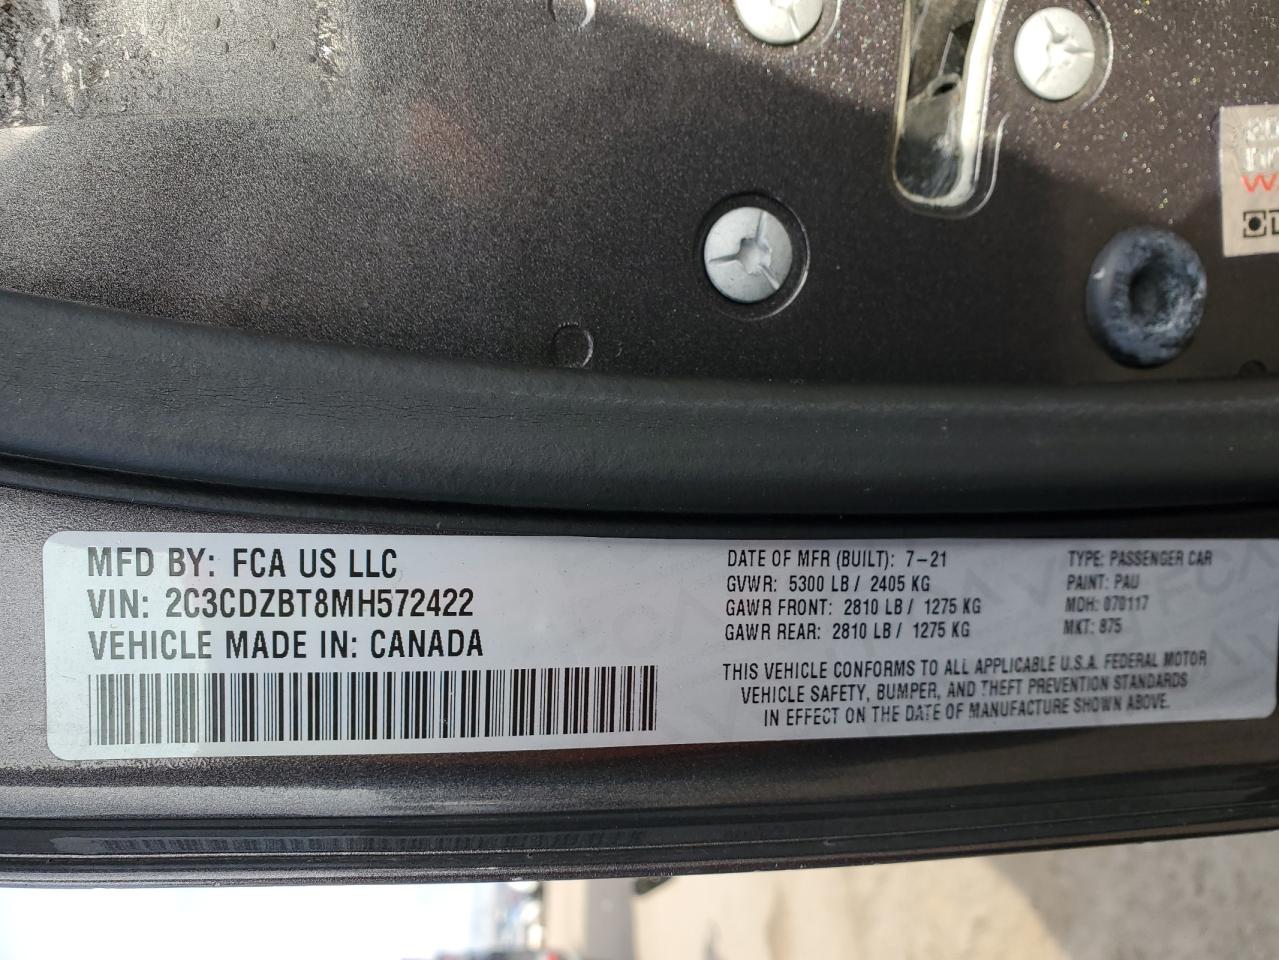 MFD BY: FCA US LLC
VIN: 2C3CDZBT8MH572422
VEHICLE MADE IN: CANADA
DATE OF MFR (BUILT): 7-21
GVWR: 5300 LB / 2405 KG
GAWR FRONT: 2810 LB / 1275 KG
GAWR REAR: 2810 LB / 1275 KG
TYPE: PASSENGER CAR
PAINT: PAU
MDH: 070117
MKT: 875
THIS VEHICLE CONFORMS TO ALL APPLICABLE U.S.A. FEDERAL MOTOR
VEHICLE SAFETY, BUMPER, AND THEFT PREVENTION STANDARDS
IN EFFECT ON THE DATE OF MANUFACTURE SHOWN ABOVE.